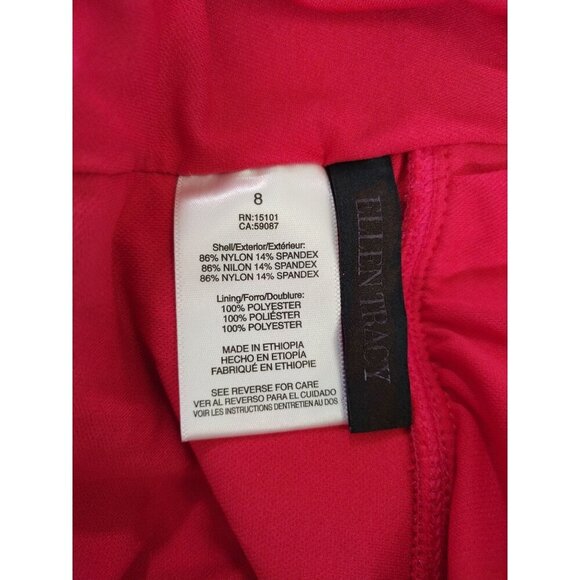 8
RN:15101
CA:59087
Shell/Exterior/Extérieur:
86% NYLON 14% SPANDEX
86% NILON 14% SPANDEX
86% NYLON 14% SPANDEX
Lining/Forro/Doublure:
100% POLYESTER
100% POLIÉSTER
100% POLYESTER
MADE IN ETHIOPIA
HECHO EN ETIOPÍA
FABRIQUÉ EN ETHIOPIE
SEE REVERSE FOR CARE
VER AL REVERSO PARA EL CUIDADO
VOIR LES INSTRUCTIONS DENTRETIEN AU DOS
ELLEN TRACY